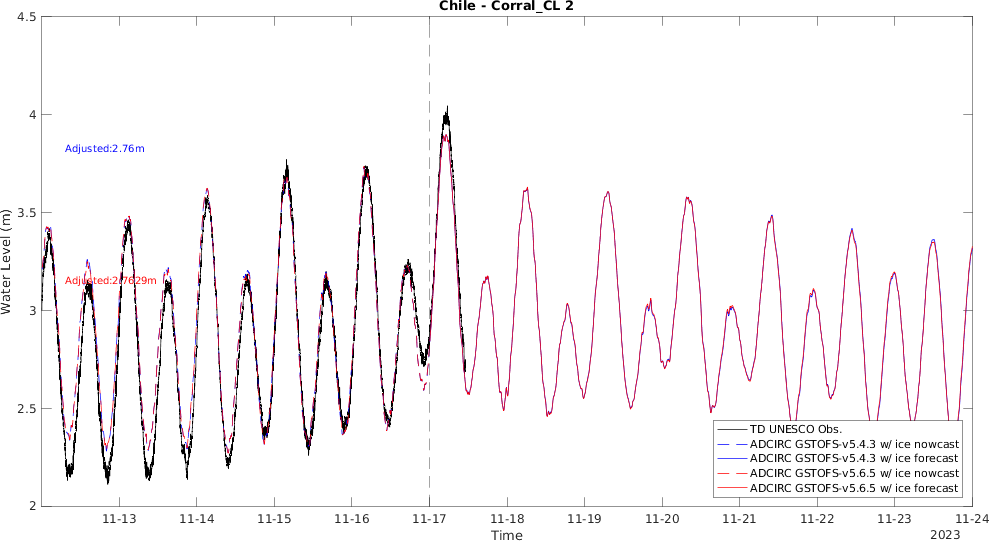 Chile - Corral_CL 2
4.5
4
3.5
3
2.5
2
Water Level (m)
Adjusted:2.76m
Adjusted:2.7629m
TD UNESCO Obs.
ADCIRC GSTOFS-v5.4.3 w/ ice nowcast
ADCIRC GSTOFS-v5.4.3 w/ ice forecast
ADCIRC GSTOFS-v5.6.5 w/ ice nowcast
ADCIRC GSTOFS-v5.6.5 w/ ice forecast
11-13 11-14 11-15 11-16 11-17 11-18 11-19 11-20 11-21 11-22 11-23 11-24
Time
2023